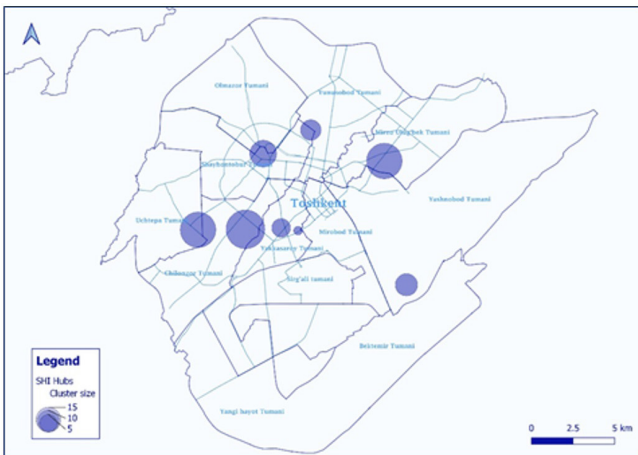 Olmazor Tumani
Yunusobod Tumani
Mirzo Ulug'bek Tumani
Shayhontohur Tumani
Yashnobod Tumani
Toshkent
Uchtepa Tumani
Mirobod Tumani
Yakkasaroy Tumani
Chilonzor Tumani
Sirg'ali tumani
Bektemir Tumani
Yangi hayot Tumani
Legend
SHI Hubs
Cluster size
15
10
5
0 2.5 5 km